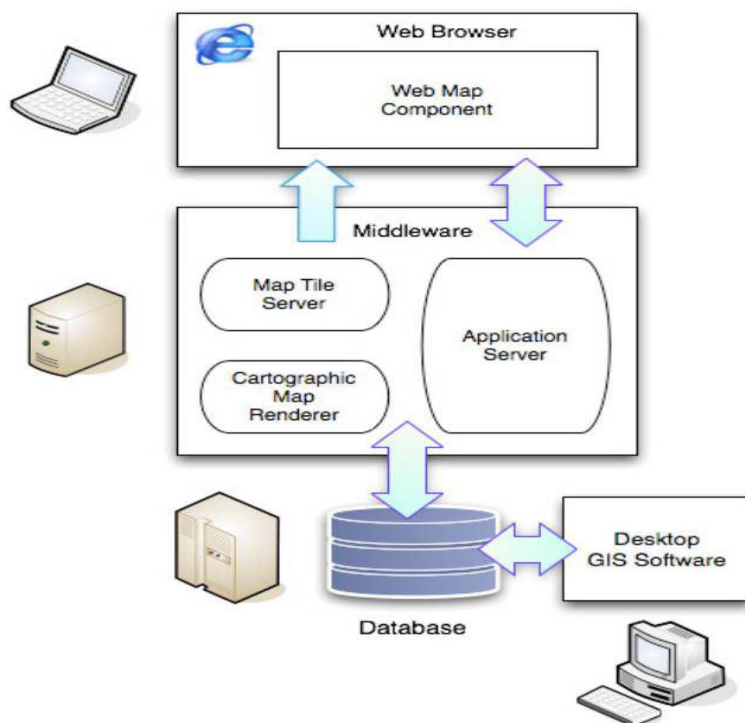 Web Browser
Web Map
Component
Middleware
Map Tile
Server
Application
Server
Cartographic
Map
Renderer
Desktop
GIS Software
Database